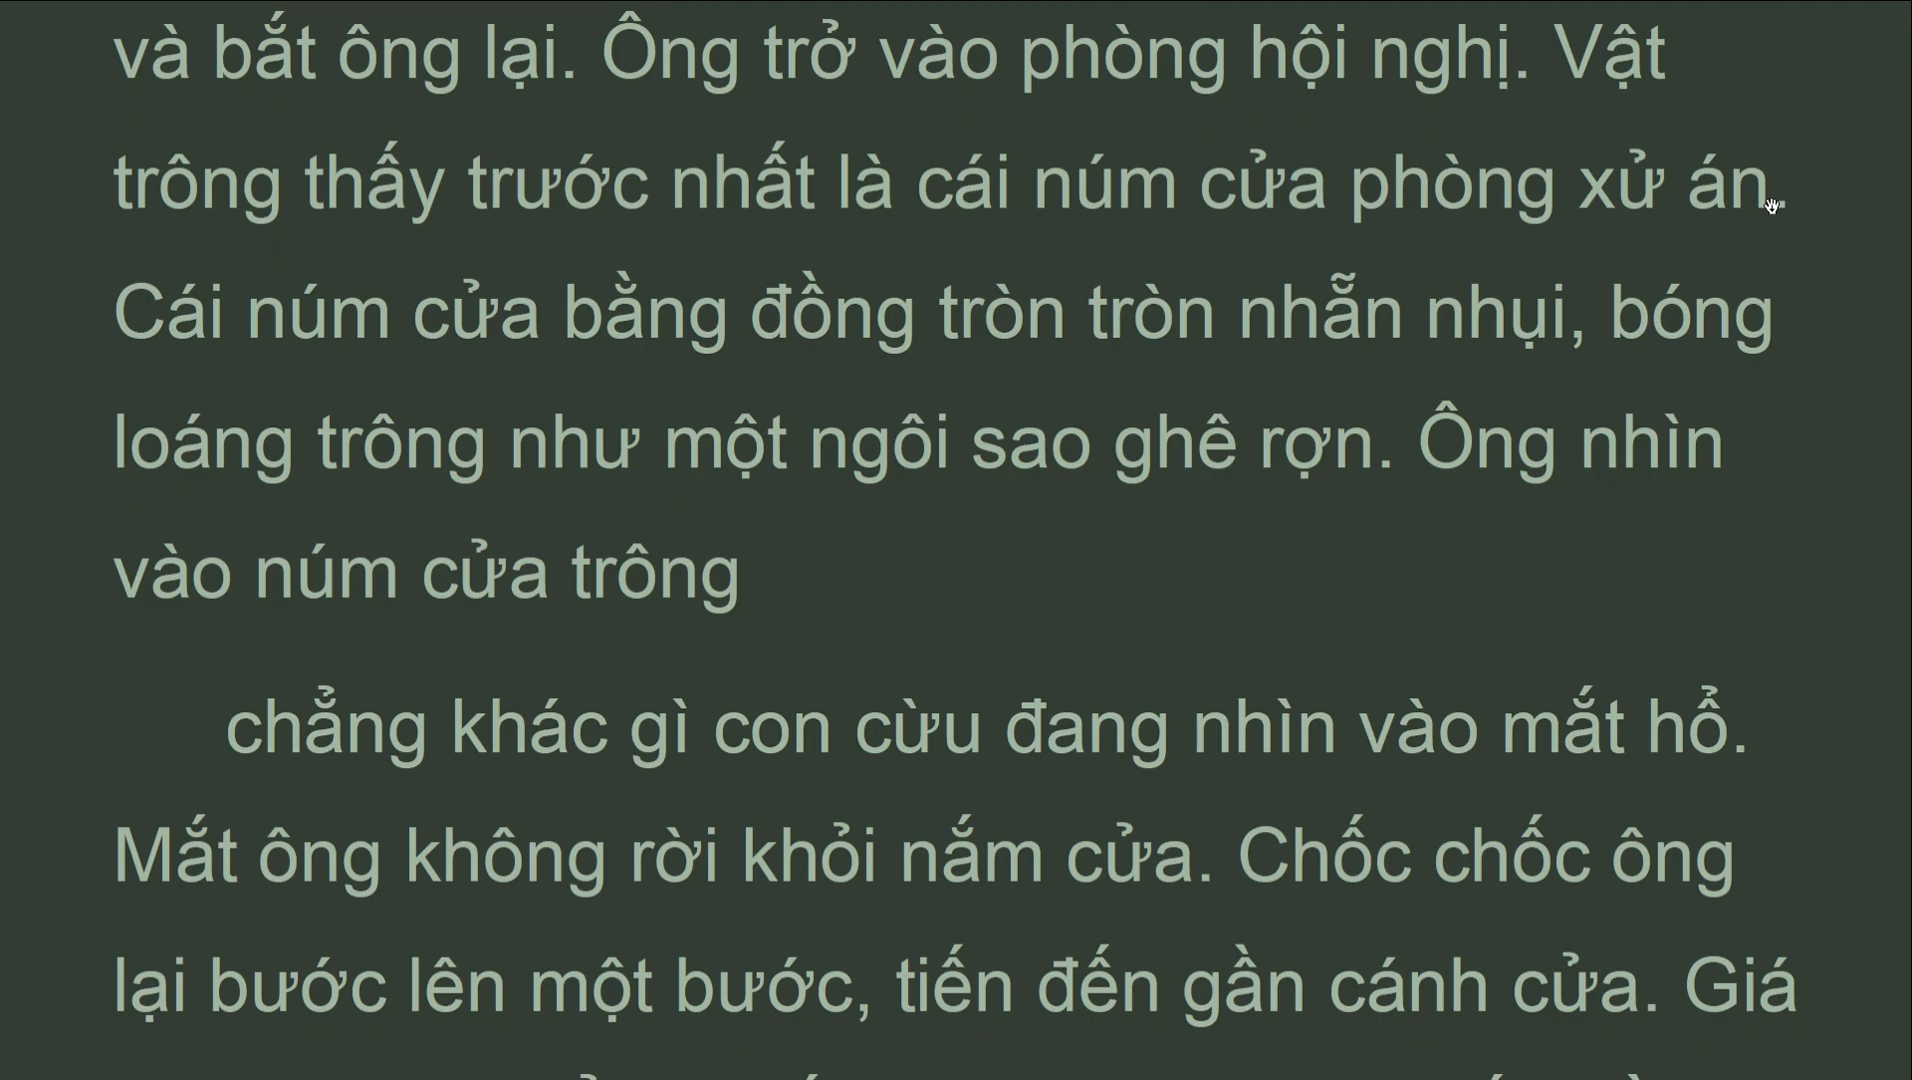 và bắt ông lại. Ông trở vào phòng hội nghị. Vật
trông thấy trước nhất là cái núm cửa phòng xử án.
Cái núm cửa bằng đồng tròn tròn nhẵn nhụi, bóng
loáng trông như một ngôi sao ghê rợn. Ông nhìn
vào núm cửa trông
chẳng khác gì con cừu đang nhìn vào mắt hổ.
Mắt ông không rời khỏi nắm cửa. Chốc chốc ông
lại bước lên một bước, tiến đến gần cánh cửa. Giá